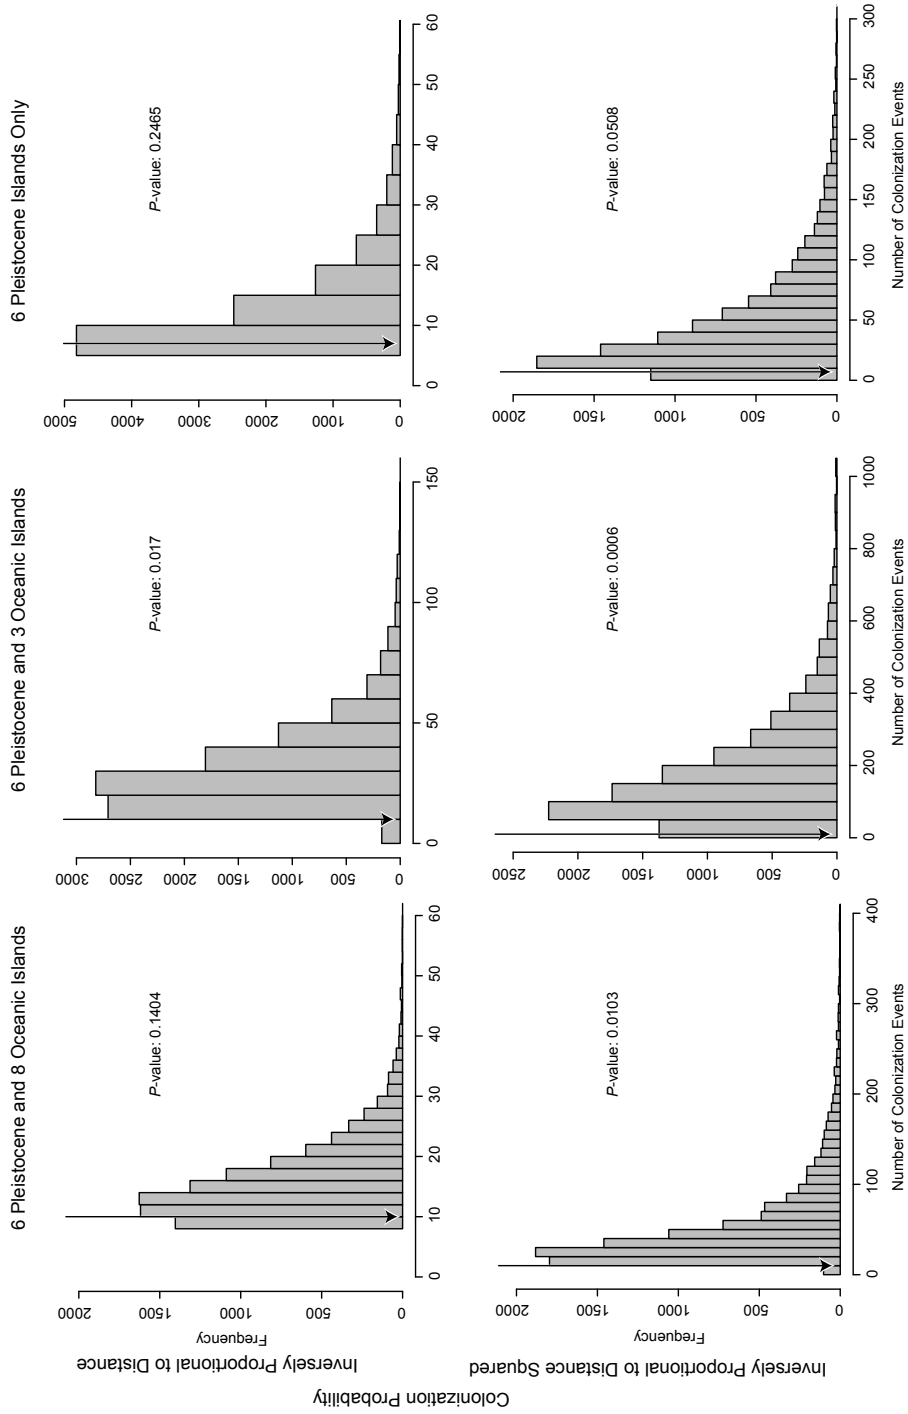 6 Pleistocene and 8 Oceanic Islands
6 Pleistocene and 3 Oceanic Islands
6 Pleistocene Islands Only
Colonization Probability
Inversely Proportional to Distance
Frequency
0 500 1000 1500 2000
P-value: 0.1404
0 10 20 30 40 50 60
0 500 1000 1500 2000 2500 3000
P-value: 0.017
0 50 100 150
0 1000 2000 3000 4000 5000
P-value: 0.2465
0 10 20 30 40 50 60
Inversely Proportional to Distance Squared
Frequency
0 500 1000 1500 2000
P-value: 0.0103
0 100 200 300 400
Number of Colonization Events
0 500 1000 1500 2000 2500
P-value: 0.0006
0 200 400 600 800 1000
Number of Colonization Events
0 500 1000 1500 2000
P-value: 0.0508
0 50 100 150 200 250 300
Number of Colonization Events